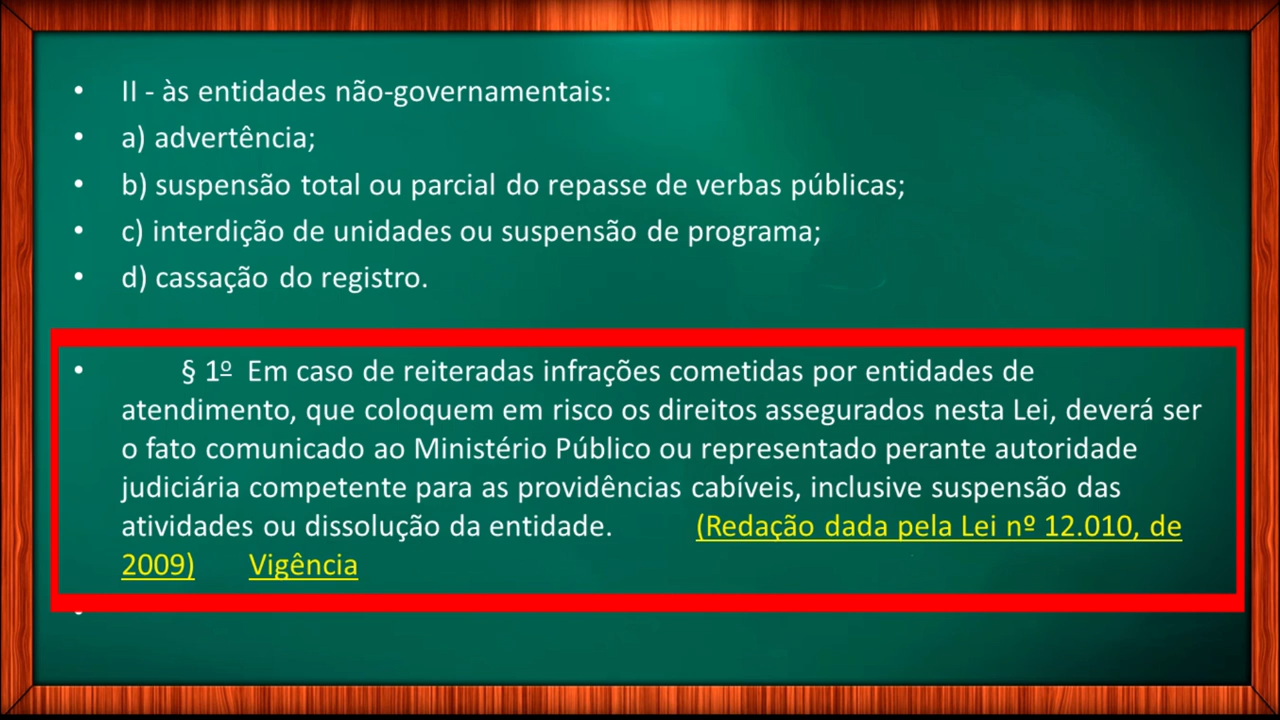 • II - às entidades não-governamentais:
• a) advertência;
• b) suspensão total ou parcial do repasse de verbas públicas;
• c) interdição de unidades ou suspensão de programa;
• d) cassação do registro.
• § 1º Em caso de reiteradas infrações cometidas por entidades de
atendimento, que coloquem em risco os direitos assegurados nesta Lei, deverá ser
o fato comunicado ao Ministério Público ou representado perante autoridade
judiciária competente para as providências cabíveis, inclusive suspensão das
atividades ou dissolução da entidade. (Redação dada pela Lei nº 12.010, de
2009) Vigência